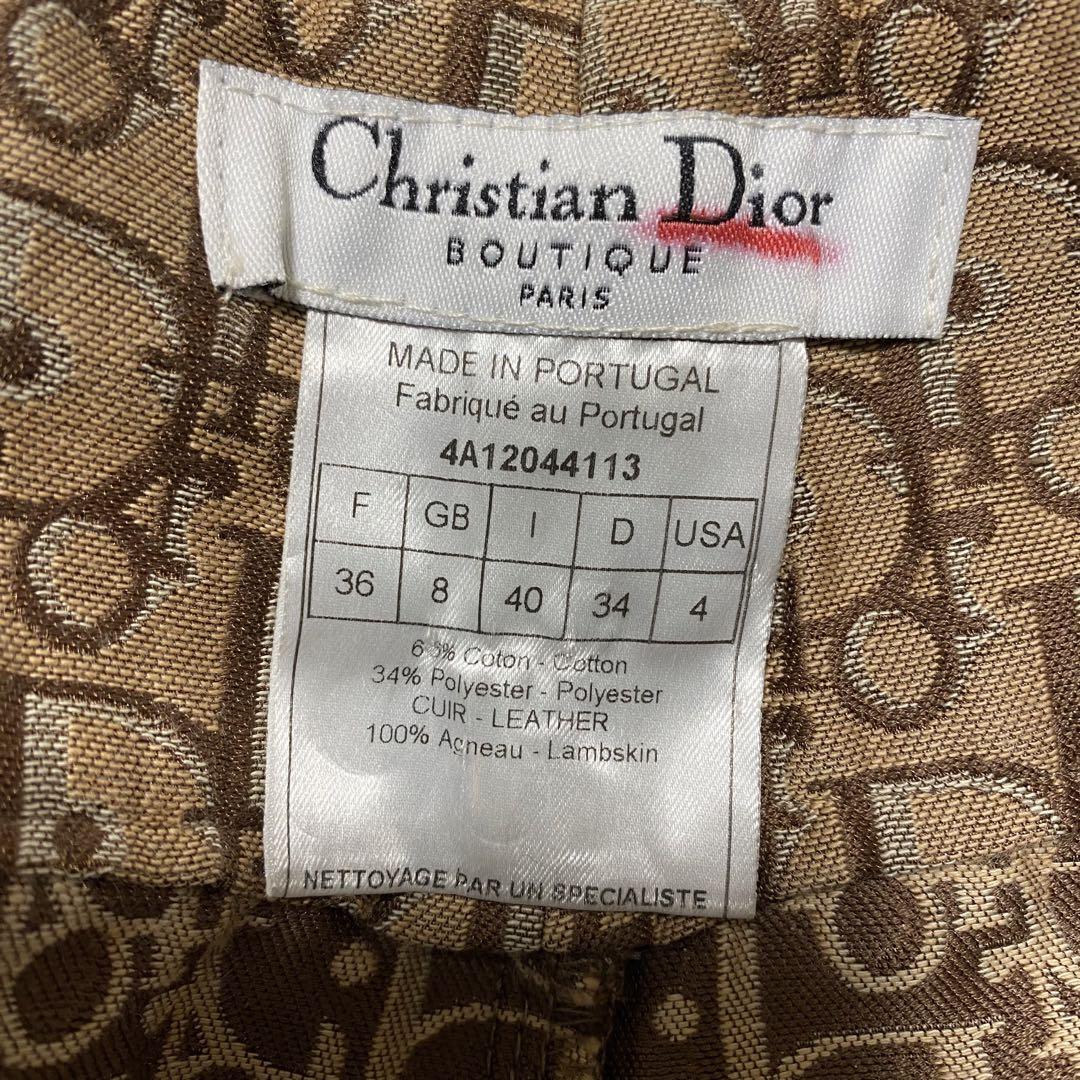 Christian Dior
BOUTIQUE
PARIS
MADE IN PORTUGAL
Fabriqué au Portugal
4A12044113
F GB I D USA
36 8 40 34 4
Coton - Cotton
34% Polyester - Polyester
CUIR - LEATHER
100% Agneau - Lambskin
NETTOYAGE PAR UN SPECIALISTE